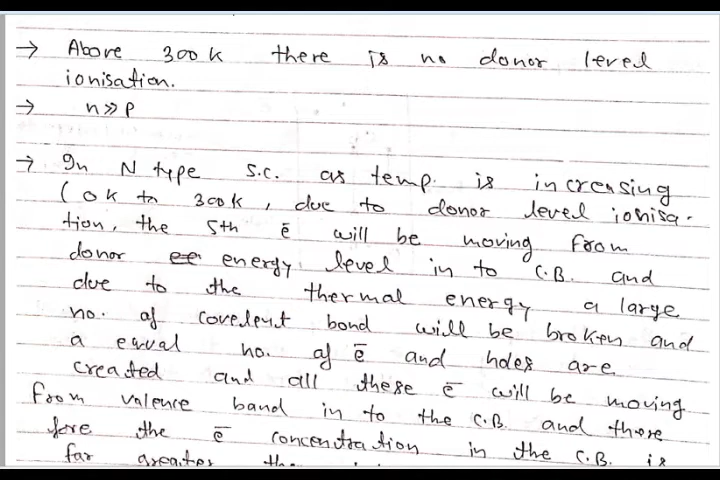 → Above 300k there is no donor level
ionisation.
→ n>>p
→ In N type s.c. as temp. is increasing
(0k to 300k, due to donor level ionisa-
tion, the 5th ē will be moving from
donor energy level in to C.B. and
due to the thermal energy a large
no. of covelent bond will be broken and
a equal no. of ē and holes are
created and all these ē will be moving
from valence band in to the C.B. and there
fore the ē concentration in the C.B. is
far greater the